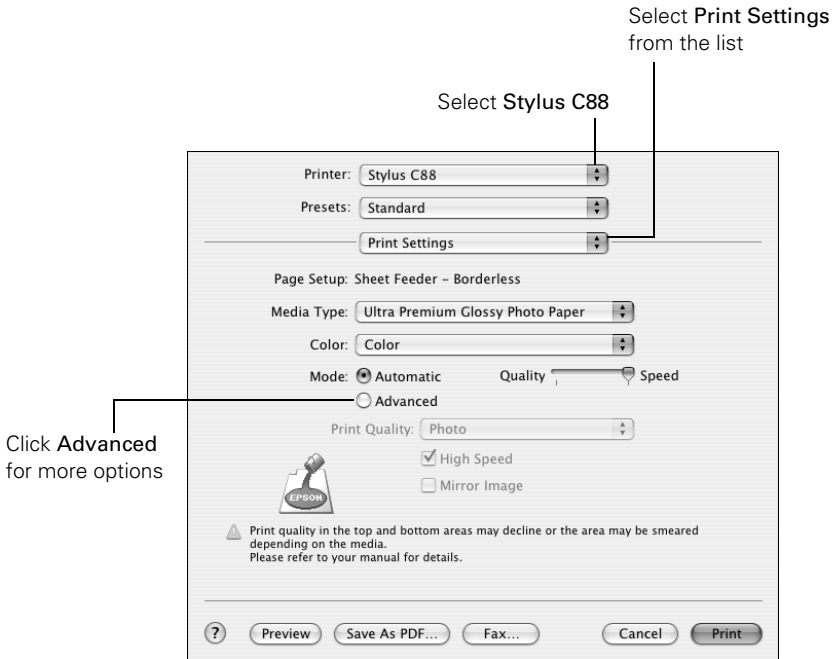 Select Print Settings
from the list
Select Stylus C88
Printer: Stylus C88
Presets: Standard
Print Settings
Page Setup: Sheet Feeder – Borderless
Media Type: Ultra Premium Glossy Photo Paper
Color: Color
Mode: Automatic Quality Speed
Advanced
Click Advanced
for more options
Print Quality: Photo
High Speed
Mirror Image
EPSON
Print quality in the top and bottom areas may decline or the area may be smeared
depending on the media.
Please refer to your manual for details.
? Preview Save As PDF... Fax... Cancel Print